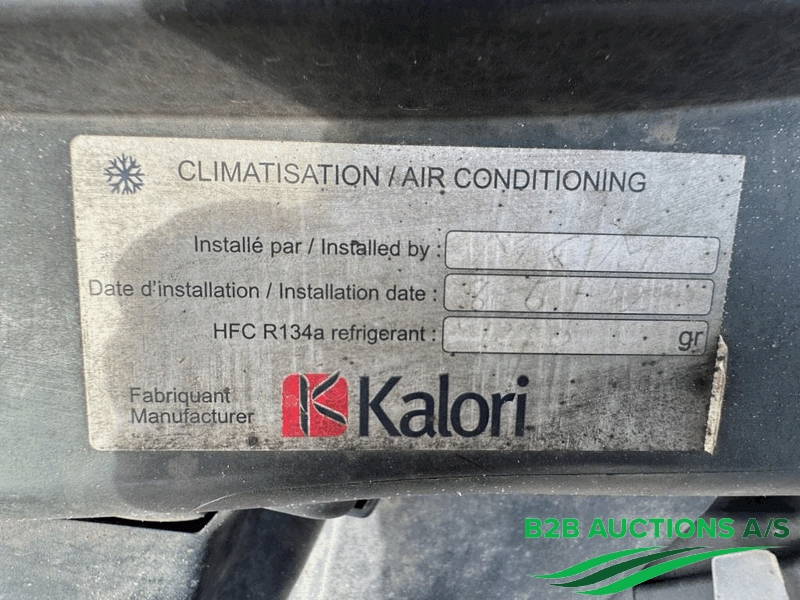 CLIMATISATION / AIR CONDITIONING
Installé par / Installed by :
Date d'installation / Installation date :
HFC R134a refrigerant : gr
Fabriquant
Manufacturer
Kalori
B2B AUCTIONS A/S